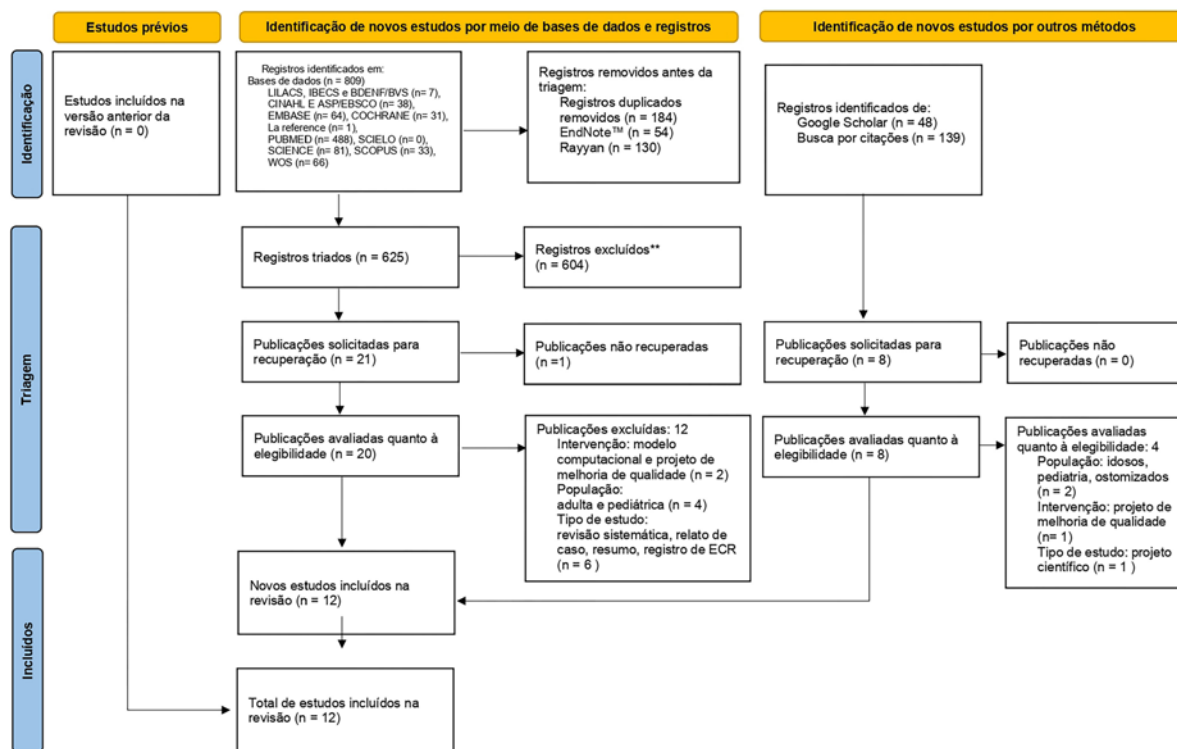 Estudos prévios
Identificação de novos estudos por meio de bases de dados e registros
Identificação de novos estudos por outros métodos
Identificação
Estudos incluídos na
versão anterior da
revisão (n = 0)
Registros identificados em:
Bases de dados (n = 809)
LILACS, IBECS e BDENF/BVS (n= 7),
CINAHL E ASP/EBSCO (n= 38),
EMBASE (n= 64), COCHRANE (n= 31),
La reference (n= 1),
PUBMED (n= 488), SCIELO (n= 0),
SCIENCE (n= 81), SCOPUS (n= 33),
WOS (n= 66)
Registros removidos antes da
triagem:
Registros duplicados
removidos (n = 184)
EndNote™ (n = 54)
Rayyan (n = 130)
Registros identificados de:
Google Scholar (n = 48)
Busca por citações (n = 139)
Triagem
Registros triados (n = 625)
Registros excluídos**
(n = 604)
Publicações solicitadas para
recuperação (n = 21)
Publicações não recuperadas
(n =1)
Publicações solicitadas para
recuperação (n = 8)
Publicações não
recuperadas (n = 0)
Publicações avaliadas quanto à
elegibilidade (n = 20)
Publicações excluídas: 12
Intervenção: modelo
computacional e projeto de
melhoria de qualidade (n = 2)
População:
adulta e pediátrica (n = 4)
Tipo de estudo:
revisão sistemática, relato de
caso, resumo, registro de ECR
(n = 6 )
Publicações avaliadas quanto à
elegibilidade (n = 8)
Publicações avaliadas
quanto à elegibilidade: 4
População: idosos,
pediatria, ostomizados
(n = 2)
Intervenção: projeto de
melhoria de qualidade
(n= 1)
Tipo de estudo: projeto
científico (n = 1 )
Incluídos
Novos estudos incluídos na
revisão (n = 12)
Total de estudos incluídos na
revisão (n = 12)